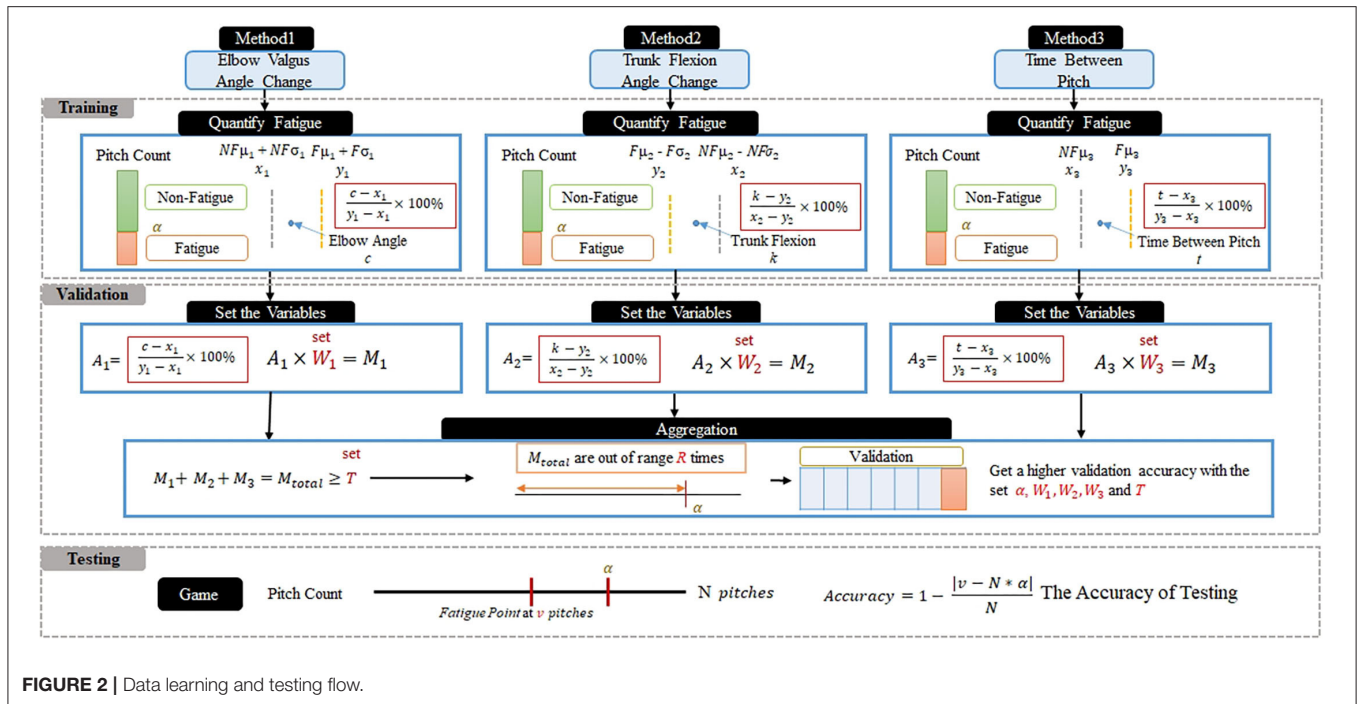 Method1
Elbow Valgus
Angle Change
Method2
Trunk Flexion
Angle Change
Method3
Time Between
Pitch
Training
Quantify Fatigue
Pitch Count
NFμ₁ + NFσ₁ Fμ₁ + Fσ₁
x₁ y₁
Non-Fatigue
α
Fatigue
(c − x₁)/(y₁ − x₁) × 100%
Elbow Angle
c
Quantify Fatigue
Pitch Count
Fμ₂ - Fσ₂ NFμ₂ - NFσ₂
y₂ x₂
Non-Fatigue
α
Fatigue
(k − y₂)/(x₂ − y₂) × 100%
Trunk Flexion
k
Quantify Fatigue
Pitch Count
NFμ₃ Fμ₃
x₃ y₃
Non-Fatigue
α
Fatigue
(t − x₃)/(y₃ − x₃) × 100%
Time Between Pitch
t
Validation
Set the Variables
set
A₁= (c − x₁)/(y₁ − x₁) × 100% A₁ × W₁ = M₁
Set the Variables
set
A₂= (k − y₂)/(x₂ − y₂) × 100% A₂ × W₂ = M₂
Set the Variables
set
A₃= (t − x₃)/(y₃ − x₃) × 100% A₃ × W₃ = M₃
Aggregation
set
M₁+ M₂ + M₃ = M_total ≥ T
M_total are out of range R times
α
Validation
Get a higher validation accuracy with the
set α, W₁, W₂, W₃ and T
Testing
Game
Pitch Count
α
Fatigue Point at v pitches
N pitches
Accuracy = 1 − |v − N * α|/N The Accuracy of Testing
FIGURE 2 | Data learning and testing flow.